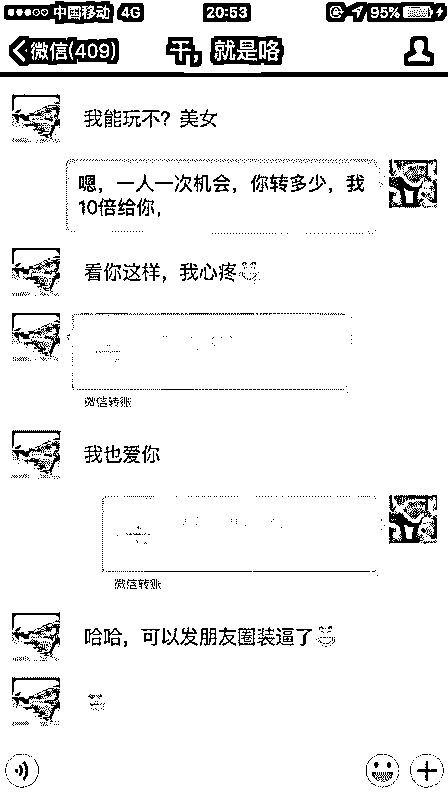 中国移动 4G 20:53 95%
微信(409) 干，就是咯
我能玩不？美女
嗯，一人一次机会，你转多少，我
10倍给你，
看你这样，我心疼
微信转账
我也爱你
微信转账
哈哈，可以发朋友圈装逼了